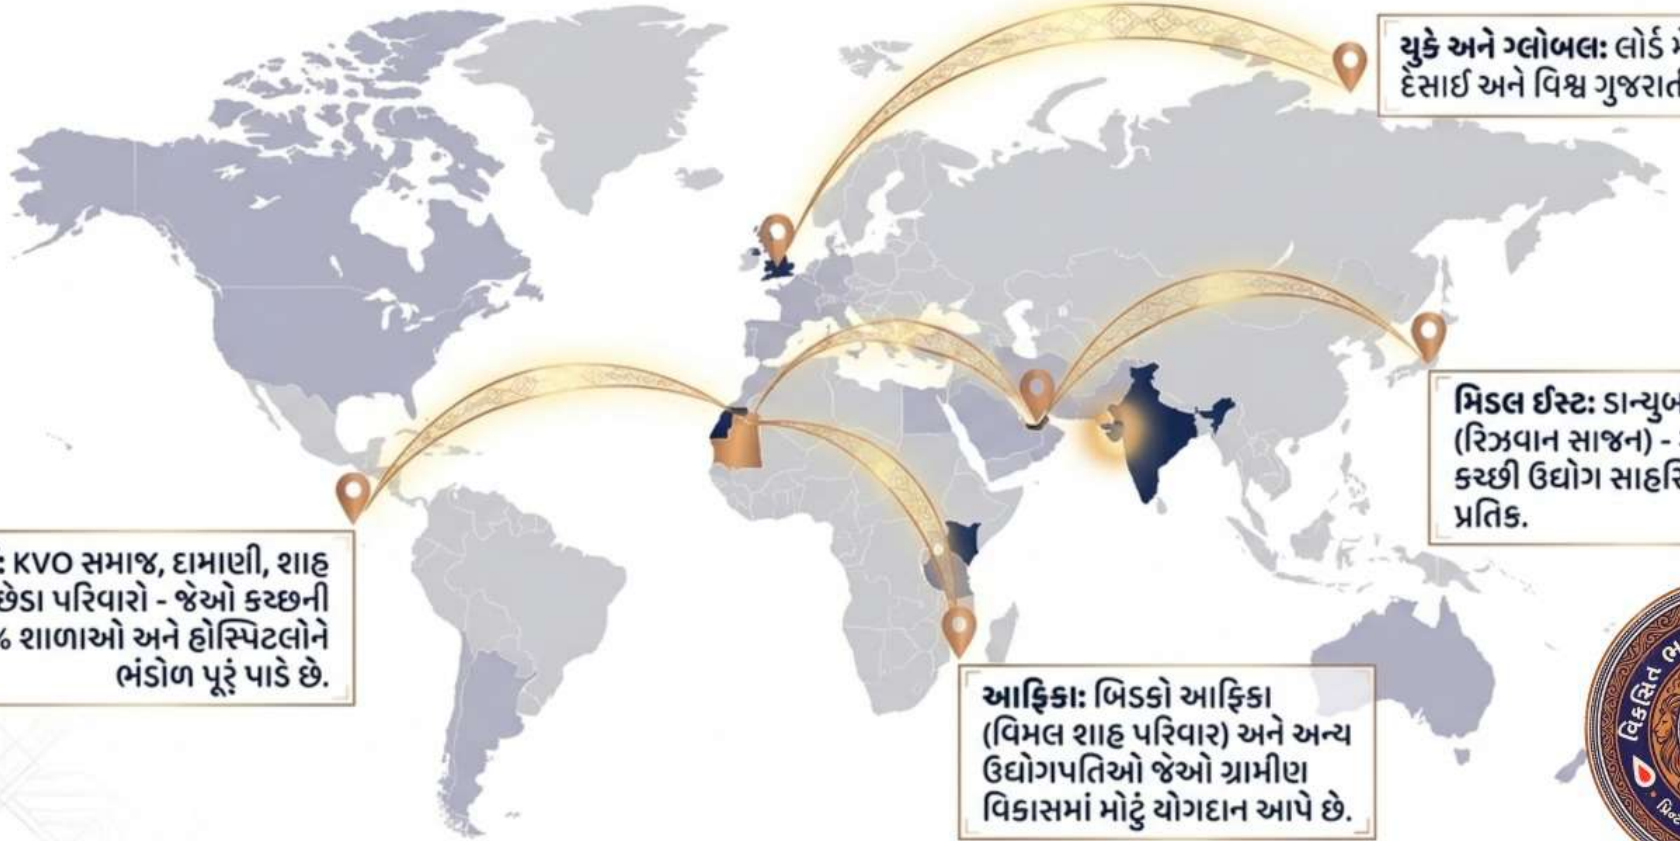 યુકે અને ગ્લોબલ: લોર્ડ
દેસાઈ અને વિશ્વ ગુજરાતી
મિડલ ઈસ્ટ: ડાન્યુબ
(રિઝવાન સાજન) -
કચ્છી ઉદ્યોગ સાહસિ
પ્રતિક.
: KVO સમાજ, દામાણી, શાહ
છેડા પરિવારો - જેઓ કચ્છની
% શાળાઓ અને હોસ્પિટલોને
ભંડોળ પૂરું પાડે છે.
આફ્રિકા: બિડકો આફ્રિકા
(વિમલ શાહ પરિવાર) અને અન્ય
ઉદ્યોગપતિઓ જેઓ ગ્રામીણ
વિકાસમાં મોટું યોગદાન આપે છે.
વિકસિત